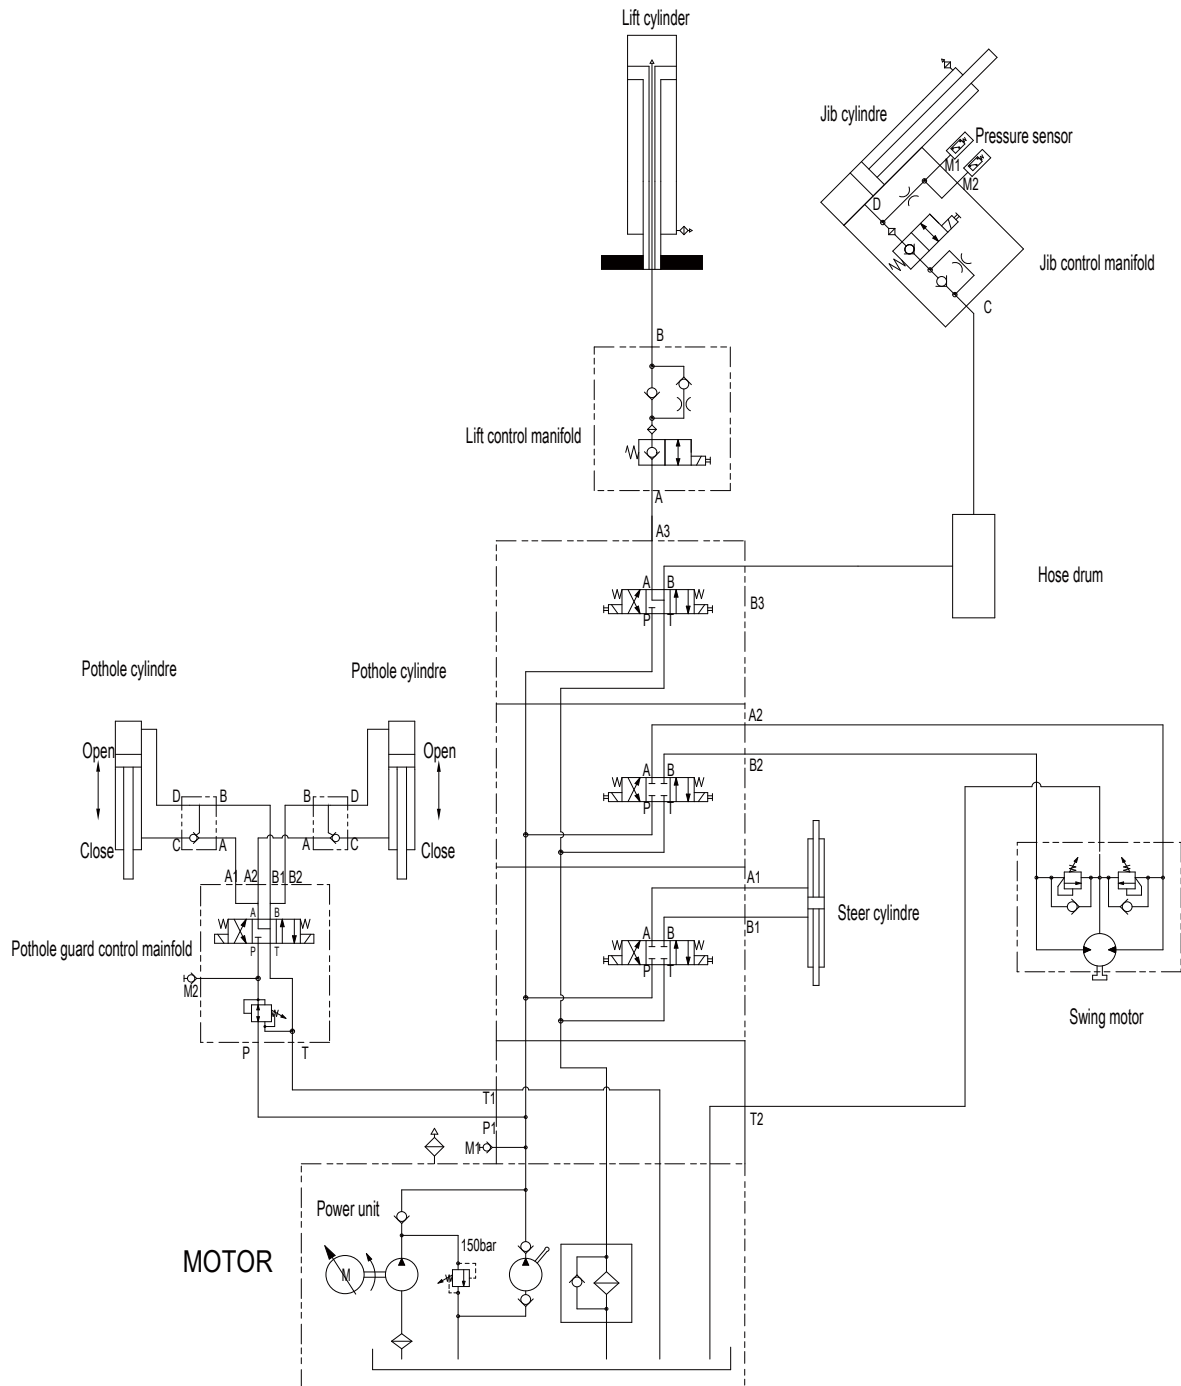 Lift cylinder
Jib cylindre
Pressure sensor
M1
M2
D
Jib control manifold
C
B
Lift control manifold
A
A3
A B
Hose drum
B3
P T
Pothole cylindre
Pothole cylindre
A2
Open
Open
B2
A B
D B
B D
P T
C A
A C
Close
Close
A1 A2 B1 B2
A1
Steer cylindre
A B
B1
A B
Pothole guard control mainfold
P T
P T
M2
Swing motor
P T
T1
T2
P1
M1
Power unit
150bar
MOTOR
M